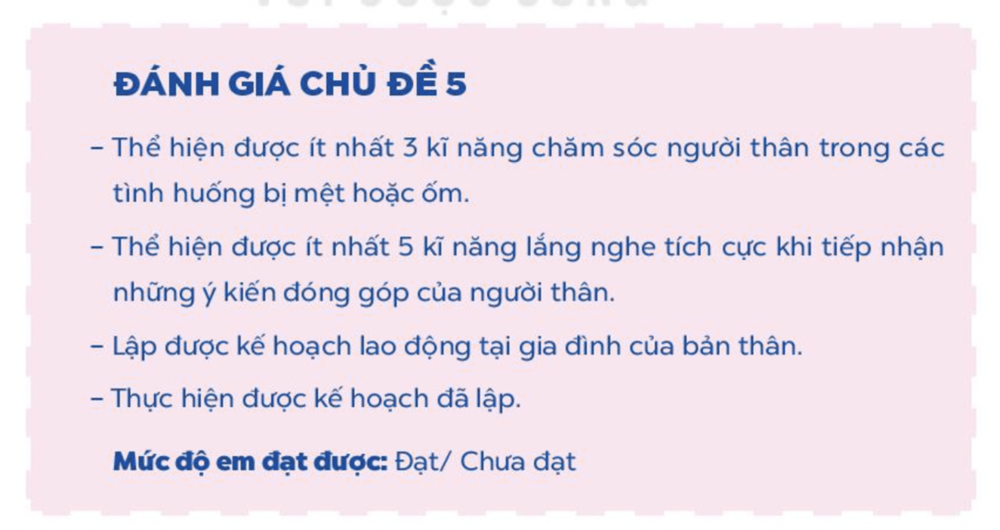 ĐÁNH GIÁ CHỦ ĐỀ 5
– Thể hiện được ít nhất 3 kĩ năng chăm sóc người thân trong các
tình huống bị mệt hoặc ốm.
– Thể hiện được ít nhất 5 kĩ năng lắng nghe tích cực khi tiếp nhận
những ý kiến đóng góp của người thân.
– Lập được kế hoạch lao động tại gia đình của bản thân.
– Thực hiện được kế hoạch đã lập.
Mức độ em đạt được: Đạt/ Chưa đạt